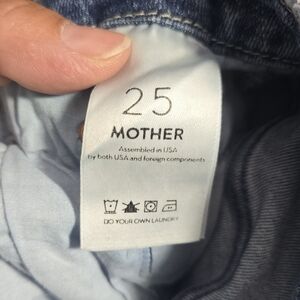 25
MOTHER
Assembled in USA
by both USA and foreign components
DO YOUR OWN LAUNDRY